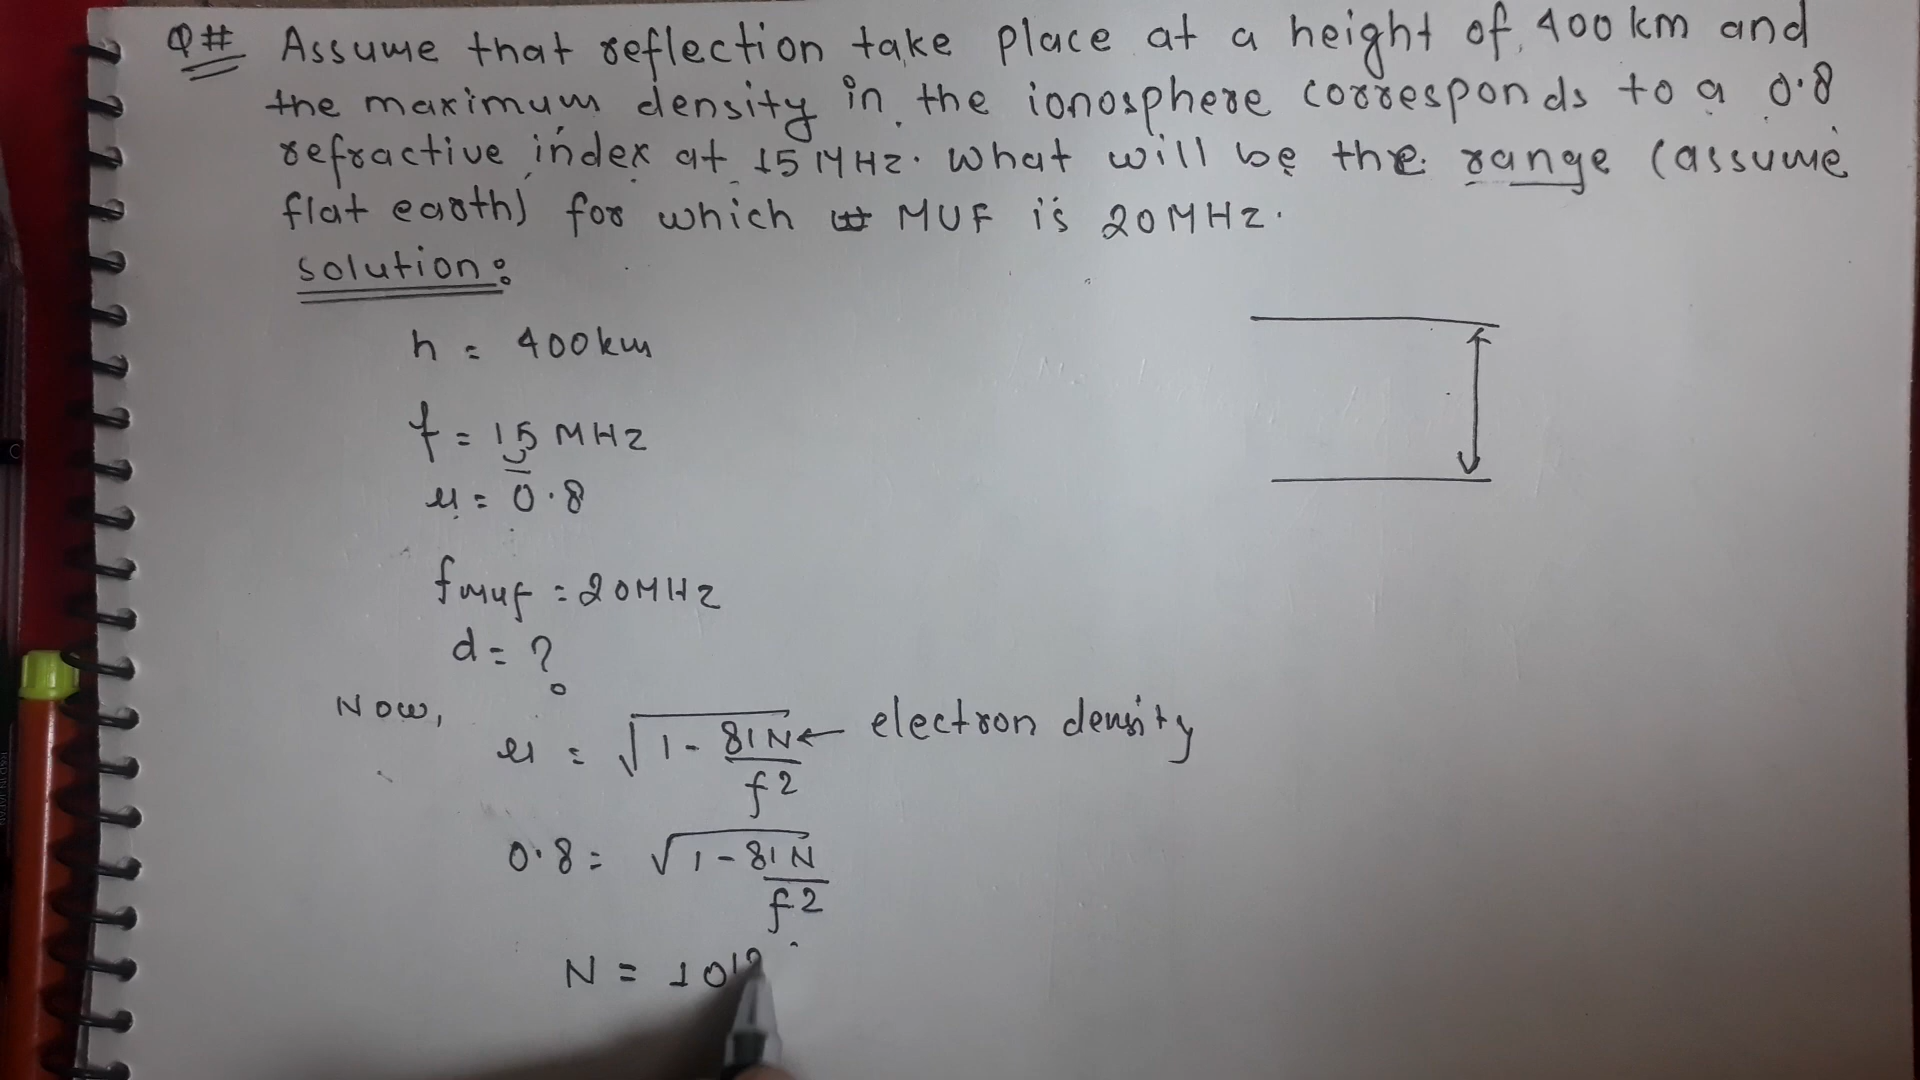 Q# Assume that reflection take place at a height of 400 km and
the maximum density in the ionosphere corresponds to a 0.8
refractive index at 15 MHz. What will be the range (assume
flat earth) for which MUF is 20 MHz.
solution:
h = 400 km
f = 15 MHz
μ = 0.8
fmuf = 20 MHz
d = ?
Now,
μ = √1 - 81N/f² ← electron density
0.8 = √1 - 81N/f²
N = 10